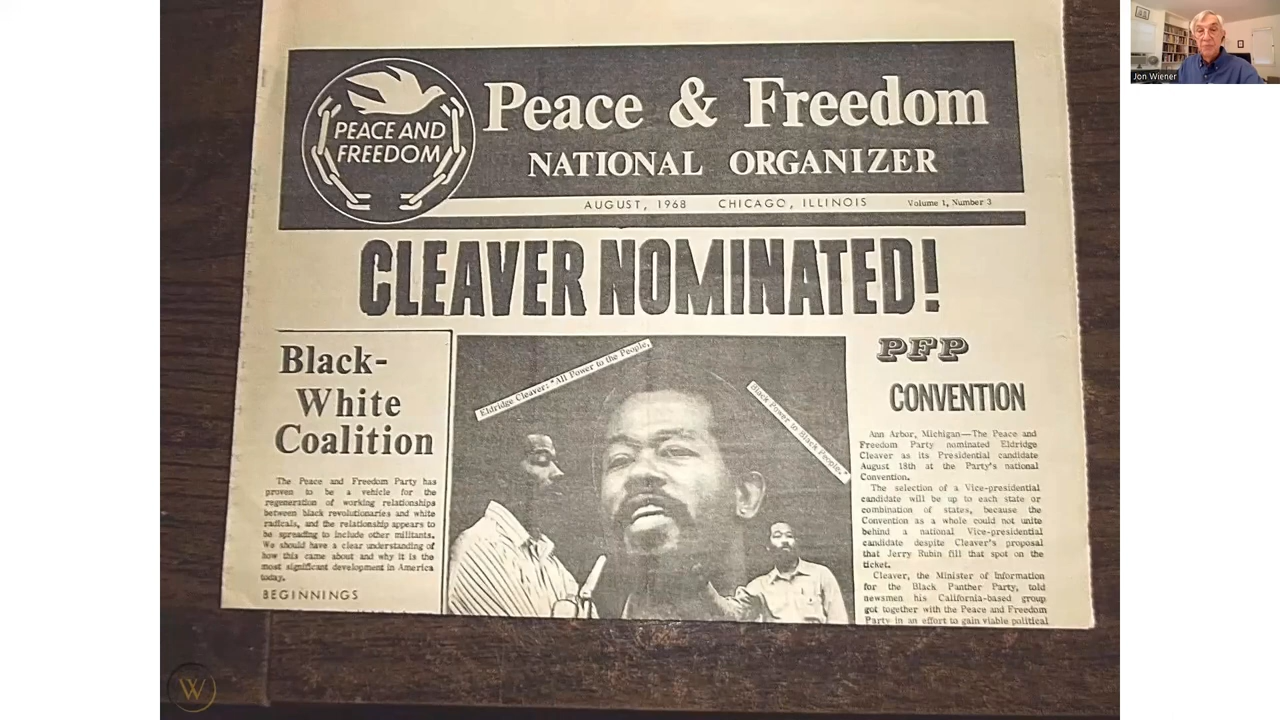 PEACE AND
FREEDOM
Peace & Freedom
NATIONAL ORGANIZER
AUGUST, 1968 CHICAGO, ILLINOIS Volume 1, Number 3
CLEAVER NOMINATED!
Black-
White
Coalition
The Peace and Freedom Party has
proven to be a vehicle for the
regeneration of working relationships
between black revolutionaries and white
radicals, and the relationship appears to
be spreading to include other militants.
We should have a clear understanding of
how this came about and why it is the
most significant development in America
today.
BEGINNINGS
Eldridge Cleaver: "All Power to the People,
Black Power to Black People."
PFP
CONVENTION
Ann Arbor, Michigan—The Peace and
Freedom Party nominated Eldridge
Cleaver as its Presidential candidate
August 18th at the Party's national
Convention.
The selection of a Vice-presidential
candidate will be up to each state or
combination of states, because the
Convention as a whole could not unite
behind a national Vice-presidential
candidate despite Cleaver's proposal
that Jerry Rubin fill that spot on the
ticket.
Cleaver, the Minister of Information
for the Black Panther Party, told
newsmen his California-based group
got together with the Peace and Freedom
Party in an effort to gain viable political
W
Jon Wiener